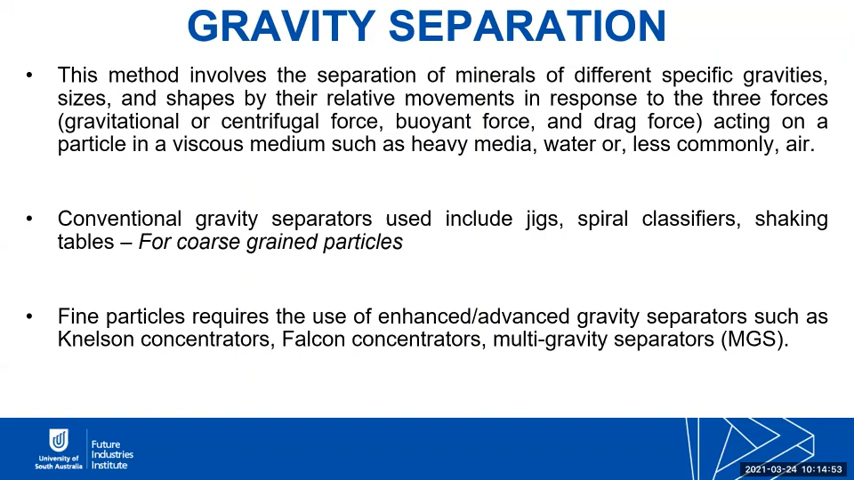 GRAVITY SEPARATION
• This method involves the separation of minerals of different specific gravities,
sizes, and shapes by their relative movements in response to the three forces
(gravitational or centrifugal force, buoyant force, and drag force) acting on a
particle in a viscous medium such as heavy media, water or, less commonly, air.
• Conventional gravity separators used include jigs, spiral classifiers, shaking
tables – For coarse grained particles
• Fine particles requires the use of enhanced/advanced gravity separators such as
Knelson concentrators, Falcon concentrators, multi-gravity separators (MGS).
University of
South Australia
Future
Industries
Institute
2021-03-24 10:14:53